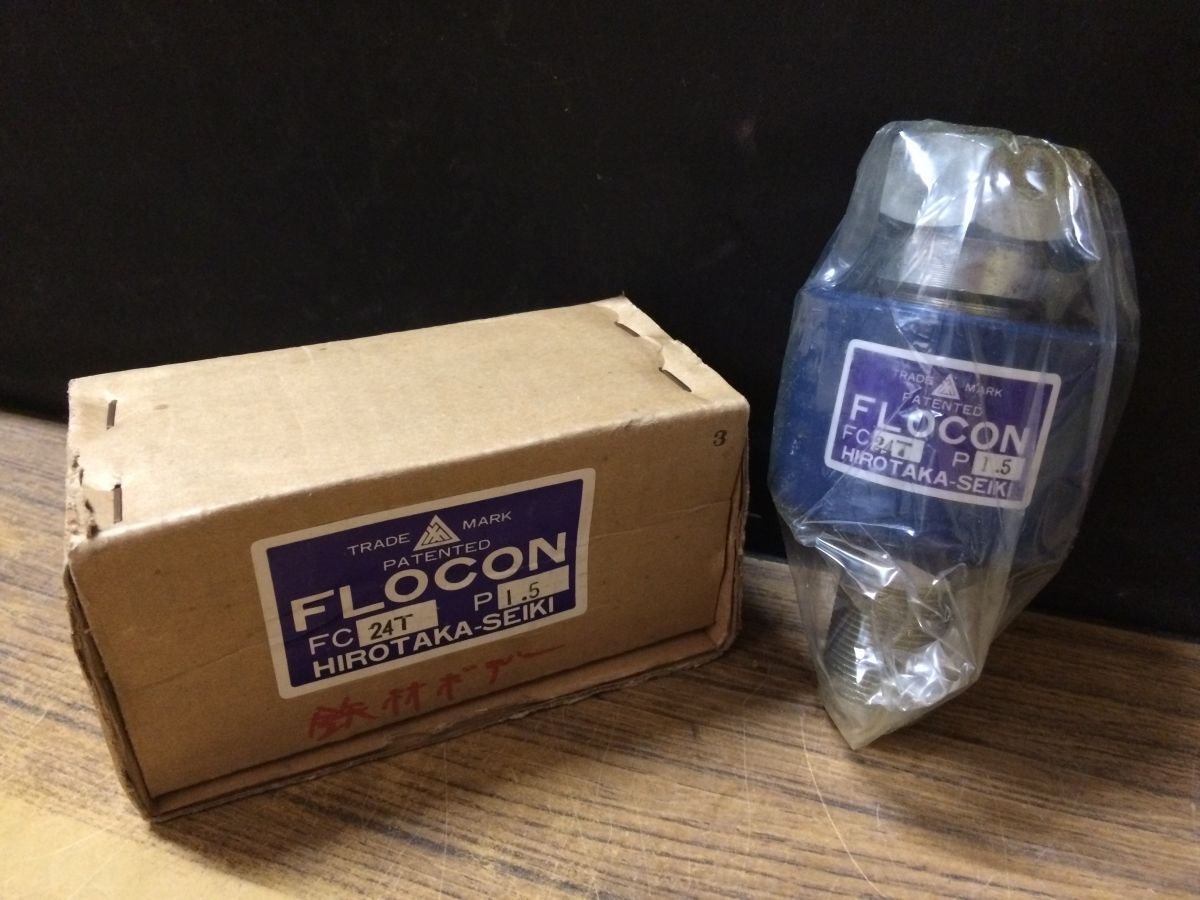 3
TRADE MARK
PATENTED
FLOCON
FC 24T P 1.5
HIROTAKA-SEIKI
鉄材ボデー
TRADE MARK
PATENTED
FLOCON
FC 24T P 1.5
HIROTAKA-SEIKI